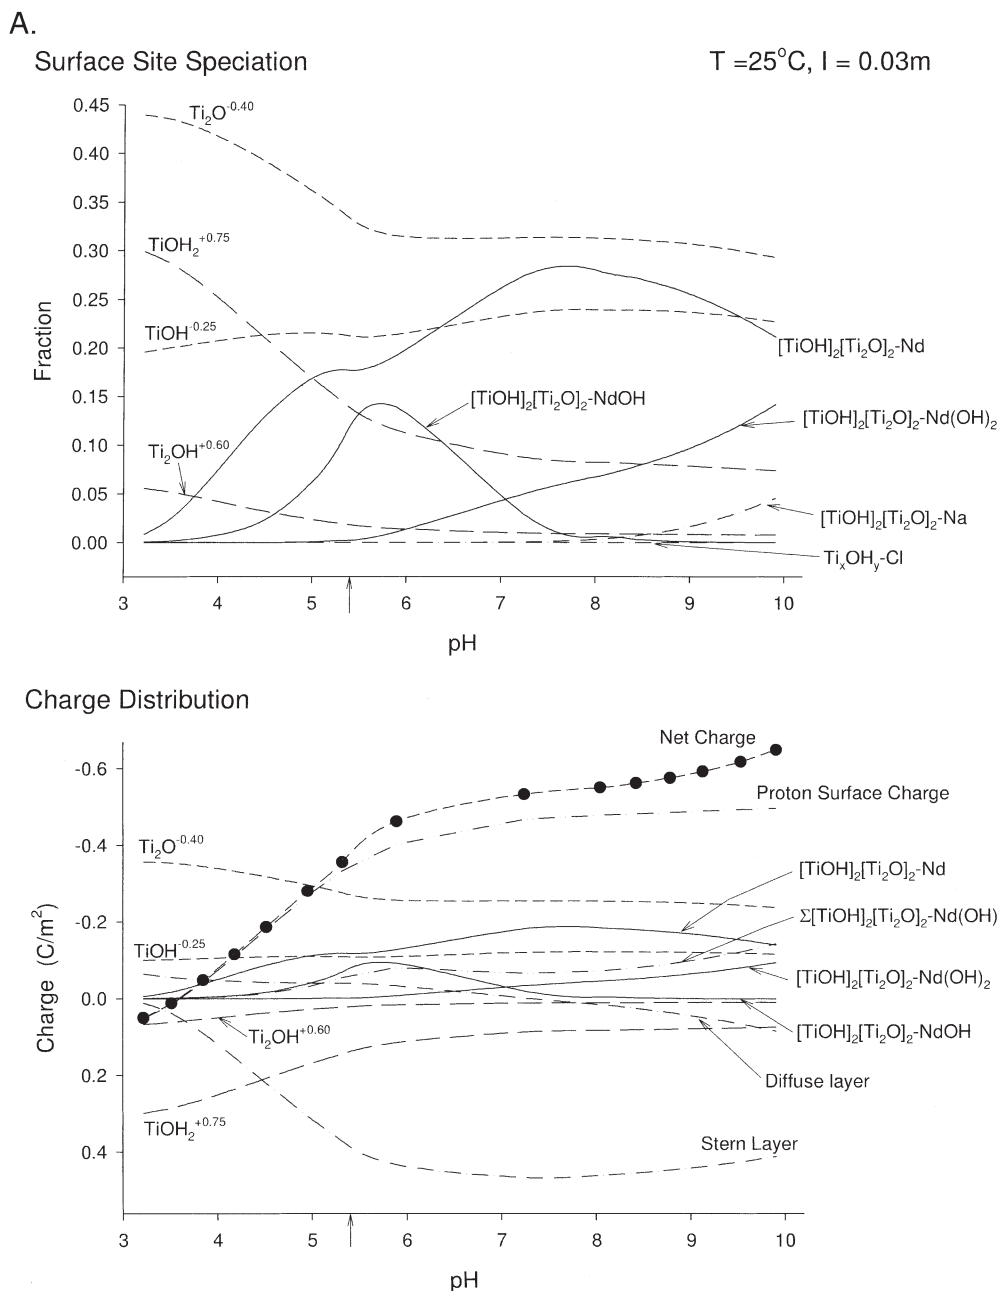 A.
Surface Site Speciation
T =25°C, I = 0.03m
0.45
0.40
0.35
0.30
0.25
0.20
0.15
0.10
0.05
0.00
Fraction
Ti₂O⁻⁰·⁴⁰
TiOH₂⁺⁰·⁷⁵
TiOH⁻⁰·²⁵
[TiOH]₂[Ti₂O]₂-Nd
[TiOH]₂[Ti₂O]₂-NdOH
[TiOH]₂[Ti₂O]₂-Nd(OH)₂
Ti₂OH⁺⁰·⁶⁰
[TiOH]₂[Ti₂O]₂-Na
TiₓOHᵧ-Cl
3 4 5 6 7 8 9 10
pH
Charge Distribution
-0.6
-0.4
-0.2
0.0
0.2
0.4
Charge (C/m²)
Net Charge
Proton Surface Charge
Ti₂O⁻⁰·⁴⁰
[TiOH]₂[Ti₂O]₂-Nd
Σ[TiOH]₂[Ti₂O]₂-Nd(OH)
TiOH⁻⁰·²⁵
[TiOH]₂[Ti₂O]₂-Nd(OH)₂
Ti₂OH⁺⁰·⁶⁰
[TiOH]₂[Ti₂O]₂-NdOH
Diffuse layer
TiOH₂⁺⁰·⁷⁵
Stern Layer
3 4 5 6 7 8 9 10
pH